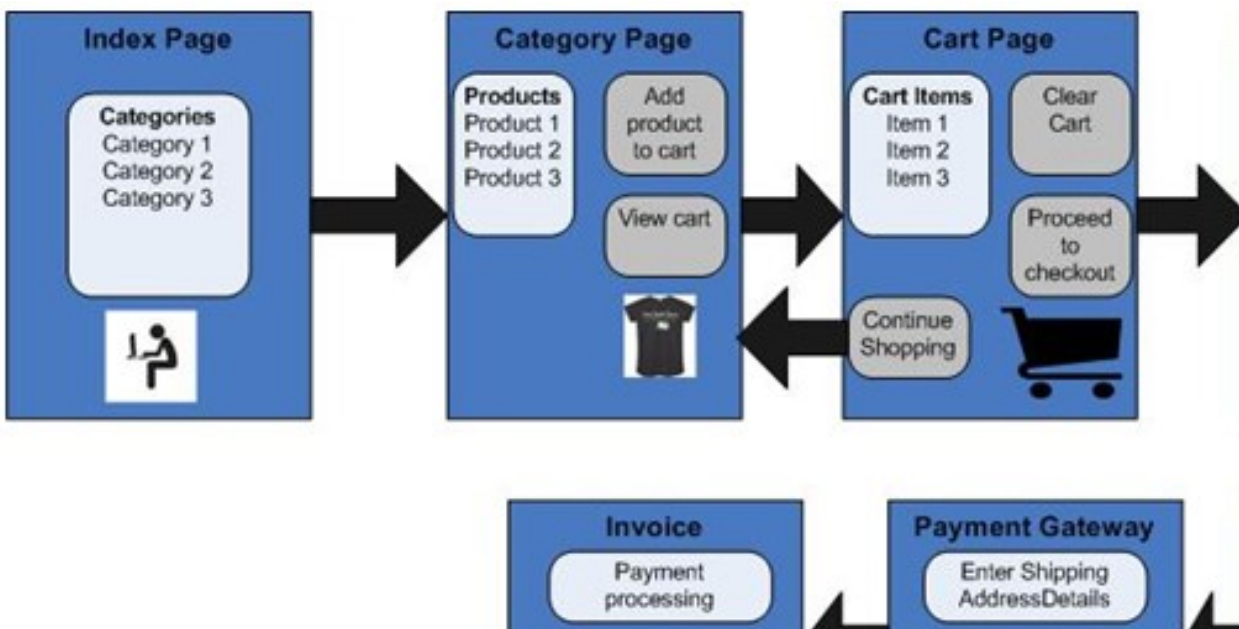 Index Page
Categories
Category 1
Category 2
Category 3
Category Page
Products
Product 1
Product 2
Product 3
Add
product
to cart
View cart
Cart Page
Cart Items
Item 1
Item 2
Item 3
Clear
Cart
Proceed
to
checkout
Continue
Shopping
Invoice
Payment
processing
Payment Gateway
Enter Shipping
AddressDetails